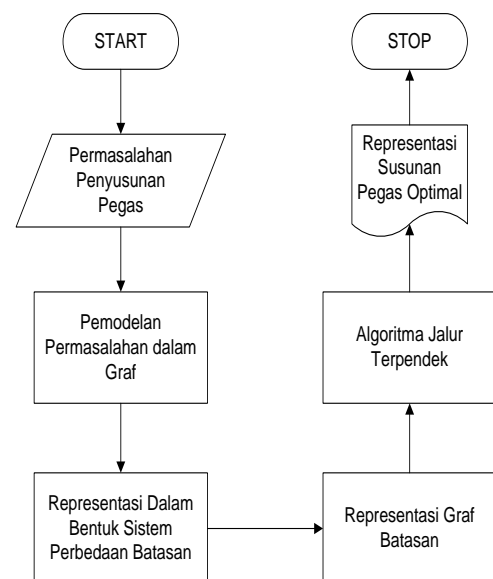 START
Permasalahan
Penyusunan
Pegas
Pemodelan
Permasalahan dalam
Graf
Representasi Dalam
Bentuk Sistem
Perbedaan Batasan
Representasi Graf
Batasan
Algoritma Jalur
Terpendek
Representasi
Susunan
Pegas Optimal
STOP